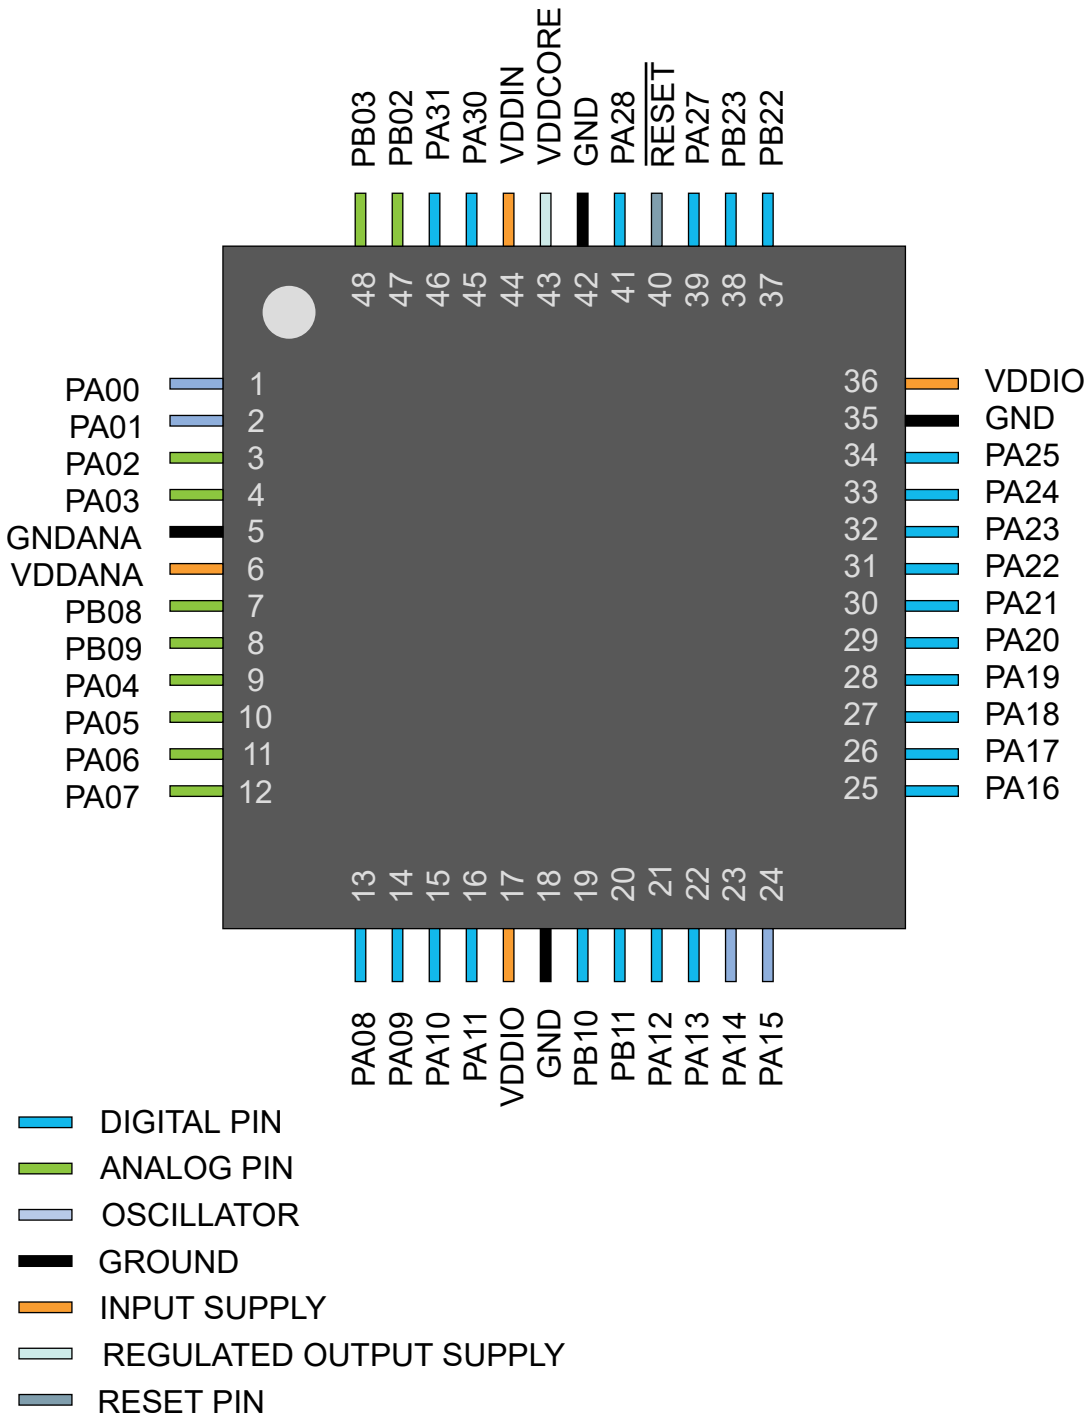 PB03
PB02
PA31
PA30
VDDIN
VDDCORE
GND
PA28
RESET
PA27
PB23
PB22
48
47
46
45
44
43
42
41
40
39
38
37
PA00 1
PA01 2
PA02 3
PA03 4
GNDANA 5
VDDANA 6
PB08 7
PB09 8
PA04 9
PA05 10
PA06 11
PA07 12
36 VDDIO
35 GND
34 PA25
33 PA24
32 PA23
31 PA22
30 PA21
29 PA20
28 PA19
27 PA18
26 PA17
25 PA16
13
14
15
16
17
18
19
20
21
22
23
24
PA08
PA09
PA10
PA11
VDDIO
GND
PB10
PB11
PA12
PA13
PA14
PA15
DIGITAL PIN
ANALOG PIN
OSCILLATOR
GROUND
INPUT SUPPLY
REGULATED OUTPUT SUPPLY
RESET PIN